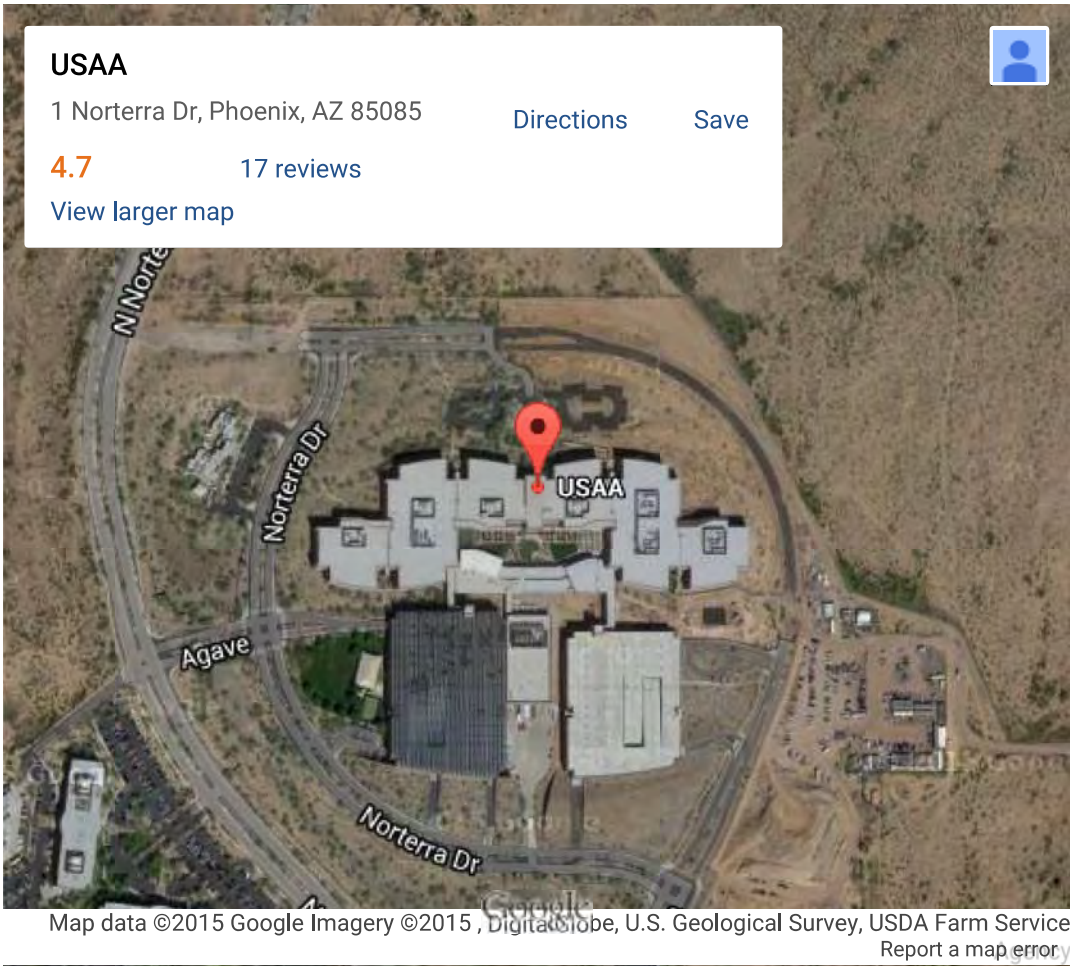 USAA
1 Norterra Dr, Phoenix, AZ 85085
Directions
Save
4.7
17 reviews
View larger map
N Norte
Norterra Dr
USAA
Agave
Norterra Dr
Google
Map data ©2015 Google Imagery ©2015 , DigitalGlobe, U.S. Geological Survey, USDA Farm Service
Agency
Report a map error